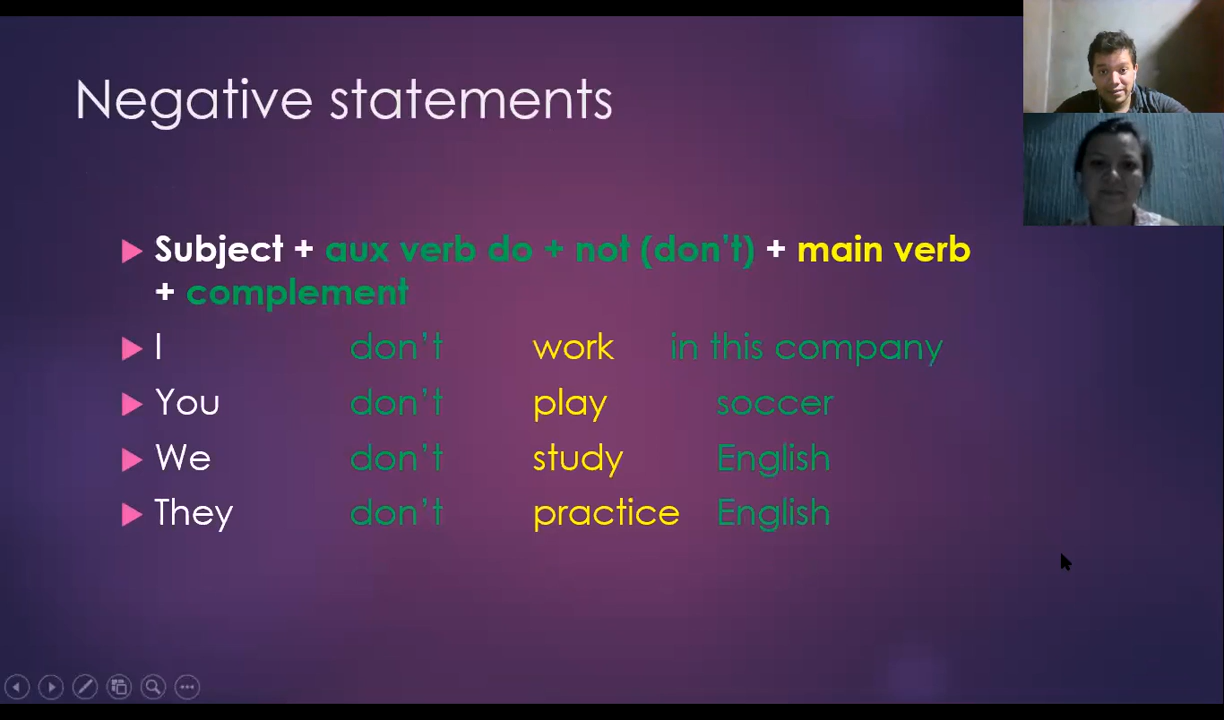 Negative statements
Subject + aux verb do + not (don't) + main verb
+ complement
I don't work in this company
You don't play soccer
We don't study English
They don't practice English